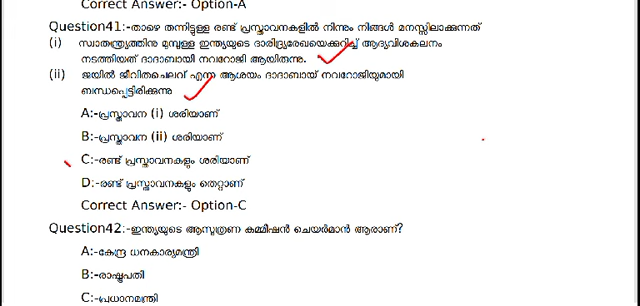 Correct Answer:- Option-A
Question41:-താഴെ തന്നിട്ടുള്ള രണ്ട് പ്രസ്താവനകളിൽ നിന്നും നിങ്ങൾ മനസ്സിലാക്കുന്നത്
(i) സ്വാതന്ത്ര്യത്തിനു മുമ്പുള്ള ഇന്ത്യയുടെ ദാരിദ്ര്യരേഖയെക്കുറിച്ച് ആദ്യവിശകലനം
നടത്തിയത് ദാദാബായി നവറോജി ആയിരുന്നു.
(ii) ജയിൽ ജീവിതചെലവ് എന്ന ആശയം ദാദാബായ് നവറോജിയുമായി
ബന്ധപ്പെട്ടിരിക്കുന്നു
A:-പ്രസ്താവന (i) ശരിയാണ്
B:-പ്രസ്താവന (ii) ശരിയാണ്
C:-രണ്ട് പ്രസ്താവനകളും ശരിയാണ്
D:-രണ്ട് പ്രസ്താവനകളും തെറ്റാണ്
Correct Answer:- Option-C
Question42:-ഇന്ത്യയുടെ ആസൂത്രണ കമ്മീഷൻ ചെയർമാൻ ആരാണ്?
A:-കേന്ദ്ര ധനകാര്യമന്ത്രി
B:-രാഷ്ട്രപതി
C:-പ്രധാനമന്ത്രി